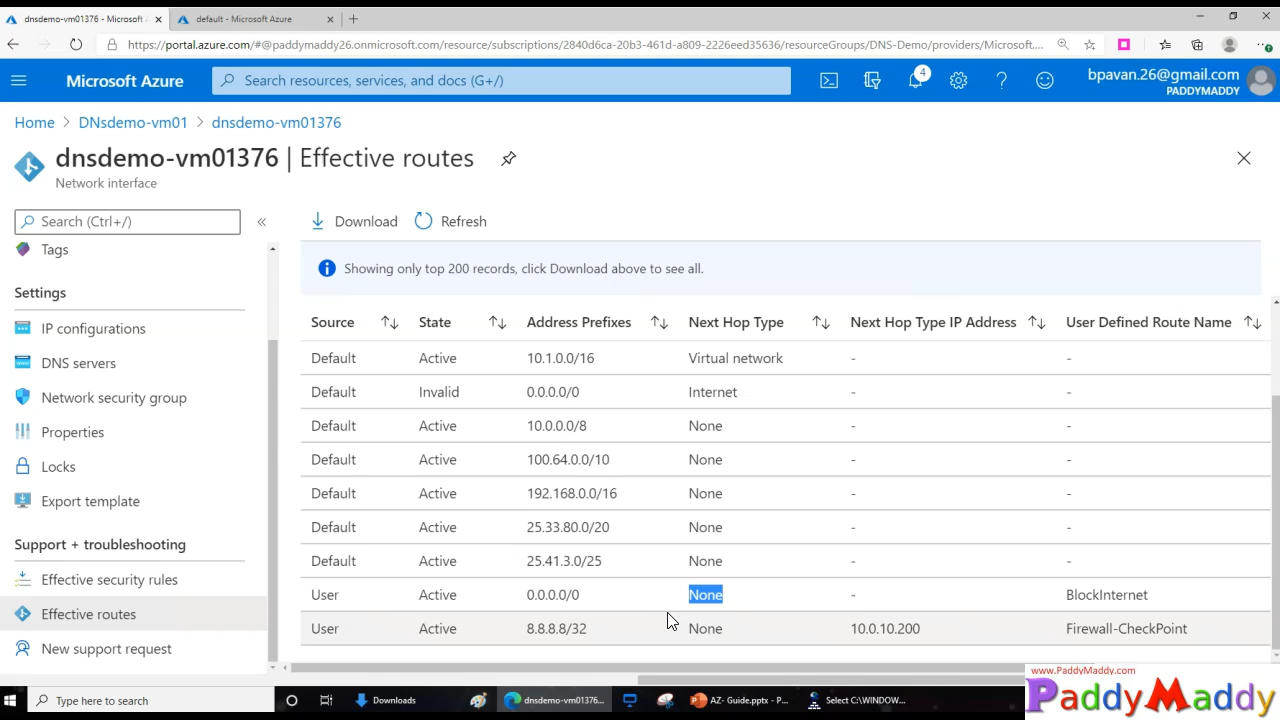 dnsdemo-vm01376 - Microsoft A
default - Microsoft Azure
https://portal.azure.com/#@paddymaddy26.onmicrosoft.com/resource/subscriptions/2840d6ca-20b3-461d-a809-2226eed35636/resourceGroups/DNS-Demo/providers/Microsoft....
Microsoft Azure
Search resources, services, and docs (G+/)
4
bpavan.26@gmail.com
PADDYMADDY
Home > DNsdemo-vm01 > dnsdemo-vm01376
dnsdemo-vm01376 | Effective routes
Network interface
Search (Ctrl+/)
«
Download
Refresh
Tags
Showing only top 200 records, click Download above to see all.
Settings
IP configurations
DNS servers
Network security group
Properties
Locks
Export template
Support + troubleshooting
Effective security rules
Effective routes
New support request
Source State Address Prefixes Next Hop Type Next Hop Type IP Address User Defined Route Name
Default Active 10.1.0.0/16 Virtual network - -
Default Invalid 0.0.0.0/0 Internet - -
Default Active 10.0.0.0/8 None - -
Default Active 100.64.0.0/10 None - -
Default Active 192.168.0.0/16 None - -
Default Active 25.33.80.0/20 None - -
Default Active 25.41.3.0/25 None - -
User Active 0.0.0.0/0 None - BlockInternet
User Active 8.8.8.8/32 None 10.0.10.200 Firewall-CheckPoint
www.PaddyMaddy.com
PaddyMaddy
Type here to search
Downloads
dnsdemo-vm01376...
AZ- Guide.pptx - P...
Select C:\WINDOW...